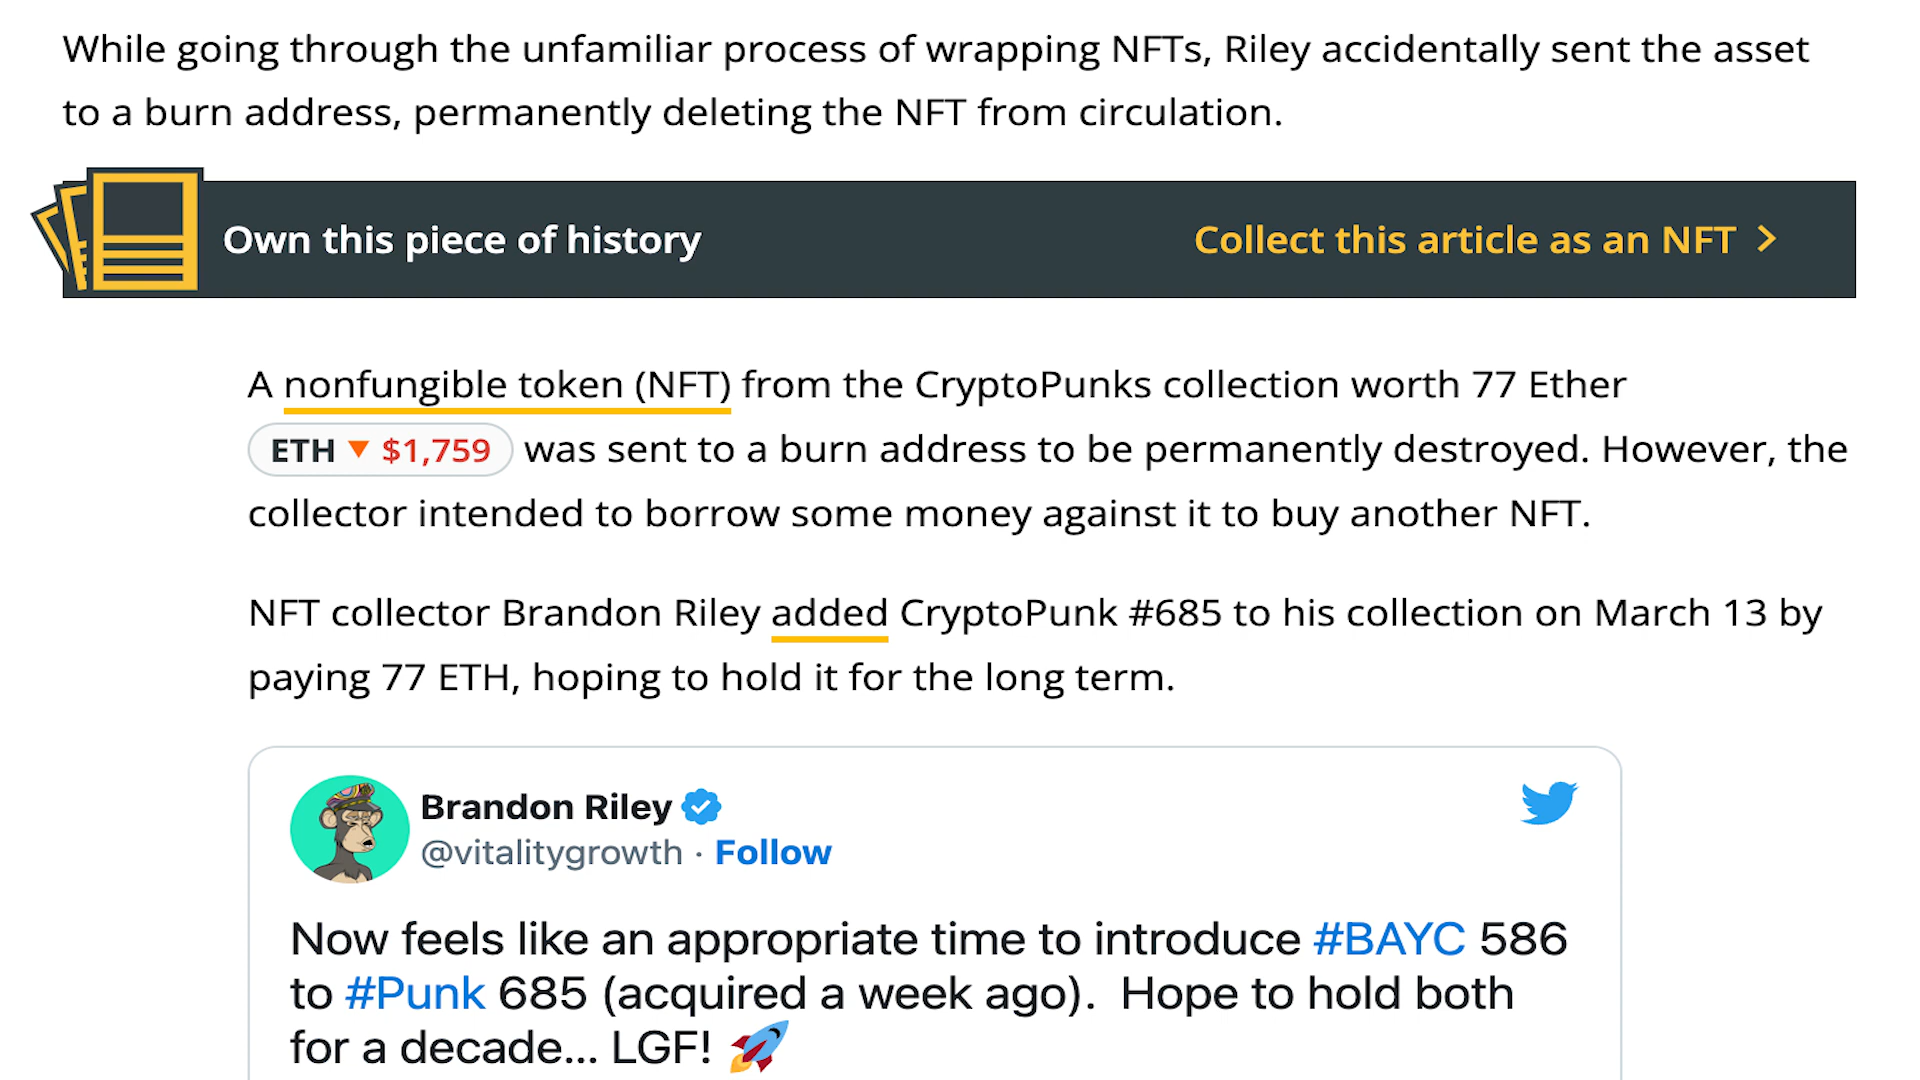 While going through the unfamiliar process of wrapping NFTs, Riley accidentally sent the asset
to a burn address, permanently deleting the NFT from circulation.
Own this piece of history
Collect this article as an NFT >
A nonfungible token (NFT) from the CryptoPunks collection worth 77 Ether
ETH ▼ $1,759 was sent to a burn address to be permanently destroyed. However, the
collector intended to borrow some money against it to buy another NFT.
NFT collector Brandon Riley added CryptoPunk #685 to his collection on March 13 by
paying 77 ETH, hoping to hold it for the long term.
Brandon Riley
@vitalitygrowth · Follow
Now feels like an appropriate time to introduce #BAYC 586
to #Punk 685 (acquired a week ago). Hope to hold both
for a decade... LGF! 🚀